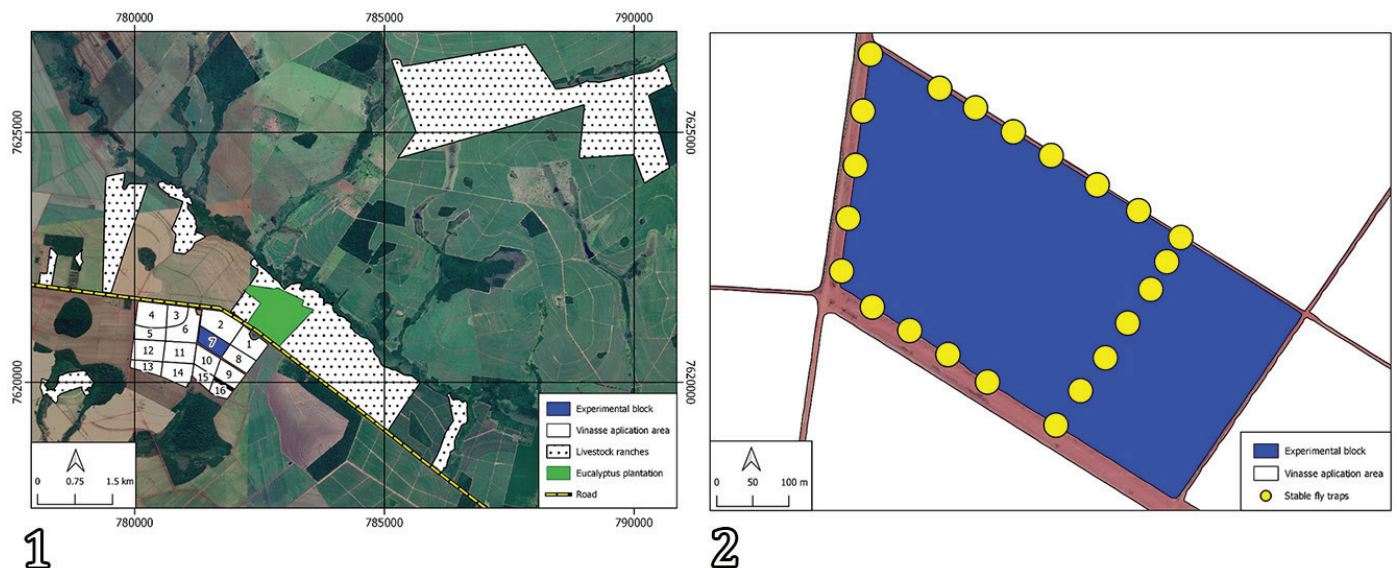 780000 785000 790000
7625000
7625000
7620000
7620000
4 3 2
6
5 7 1
12 11 10 8
13 14 15 9
16
Experimental block
Vinasse aplication area
Livestock ranches
Eucalyptus plantation
Road
0 0.75 1.5 km
780000 785000 790000
1
Experimental block
Vinasse aplication area
Stable fly traps
0 50 100 m
2